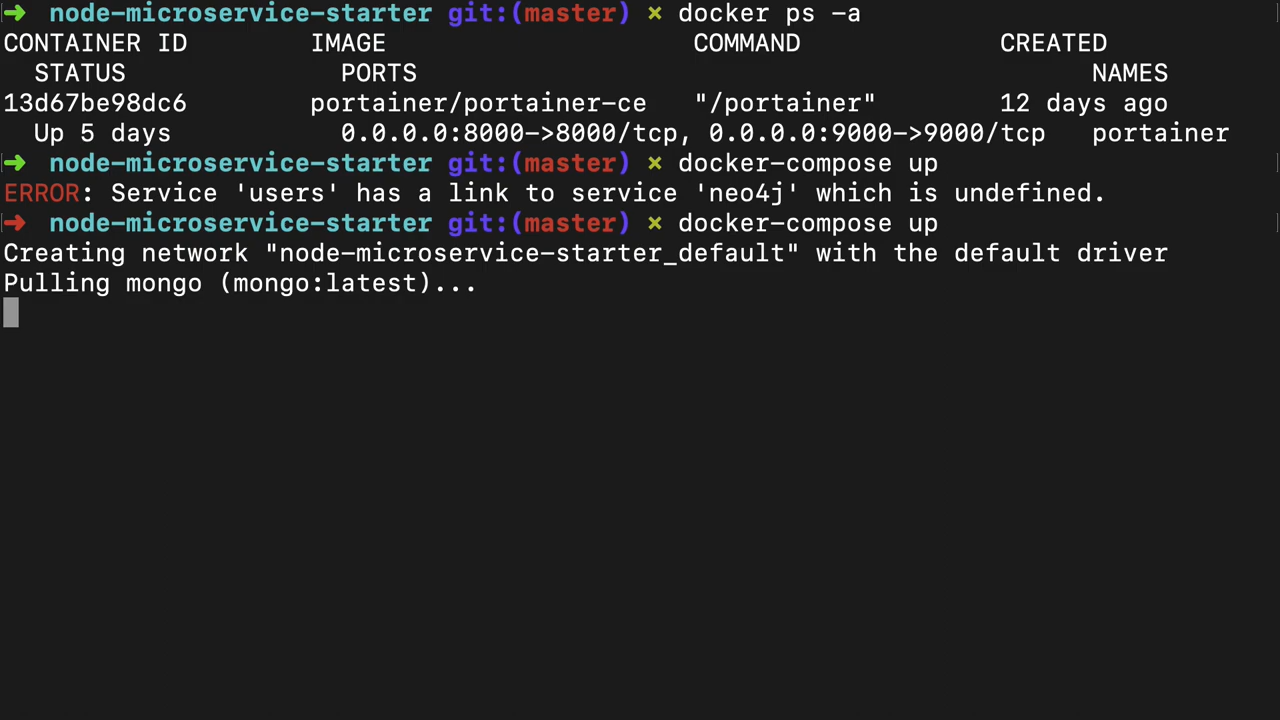 ➜ node-microservice-starter git:(master) × docker ps -a
CONTAINER ID IMAGE COMMAND CREATED
STATUS PORTS NAMES
13d67be98dc6 portainer/portainer-ce "/portainer" 12 days ago
Up 5 days 0.0.0.0:8000->8000/tcp, 0.0.0.0:9000->9000/tcp portainer
➜ node-microservice-starter git:(master) × docker-compose up
ERROR: Service 'users' has a link to service 'neo4j' which is undefined.
➜ node-microservice-starter git:(master) × docker-compose up
Creating network "node-microservice-starter_default" with the default driver
Pulling mongo (mongo:latest)...